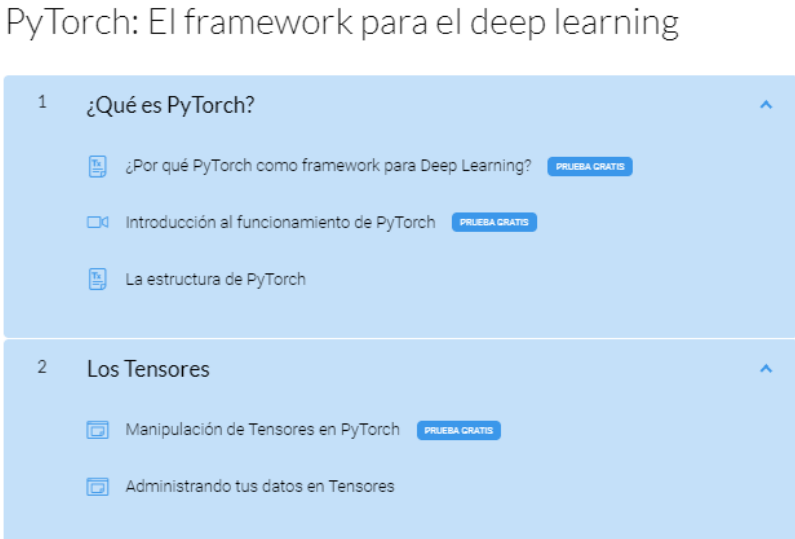 PyTorch: El framework para el deep learning
1 ¿Qué es PyTorch?
¿Por qué PyTorch como framework para Deep Learning? PRUEBA GRATIS
Introducción al funcionamiento de PyTorch PRUEBA GRATIS
La estructura de PyTorch
2 Los Tensores
Manipulación de Tensores en PyTorch PRUEBA GRATIS
Administrando tus datos en Tensores